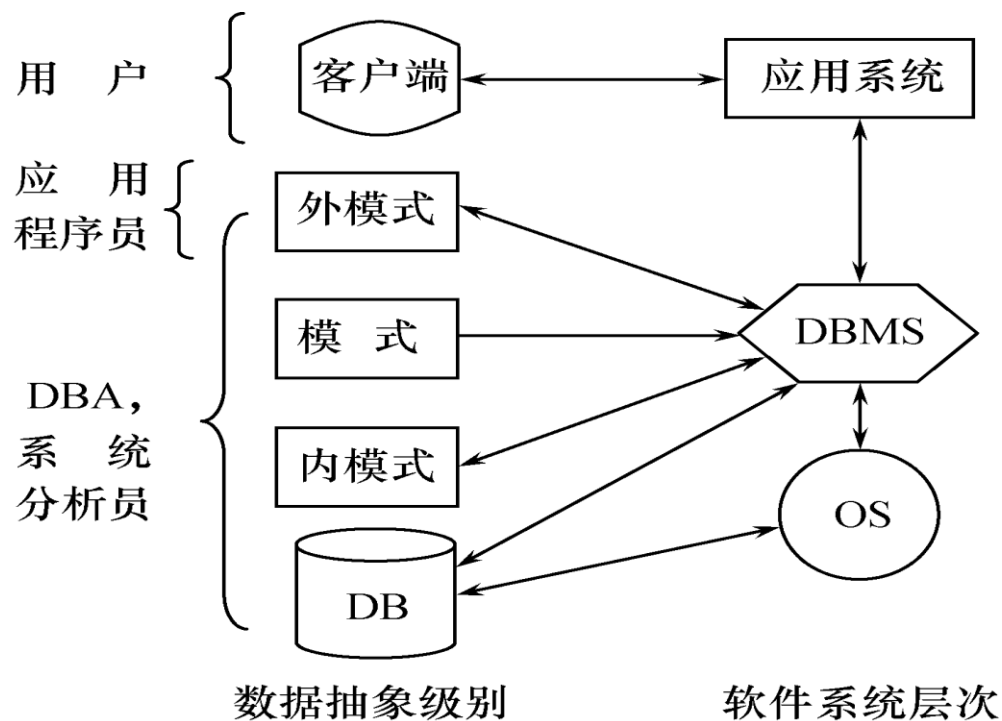 用 户
客户端
应用系统
应 用
程序员
外模式
模 式
DBMS
DBA，
系 统
分析员
内模式
OS
DB
数据抽象级别
软件系统层次